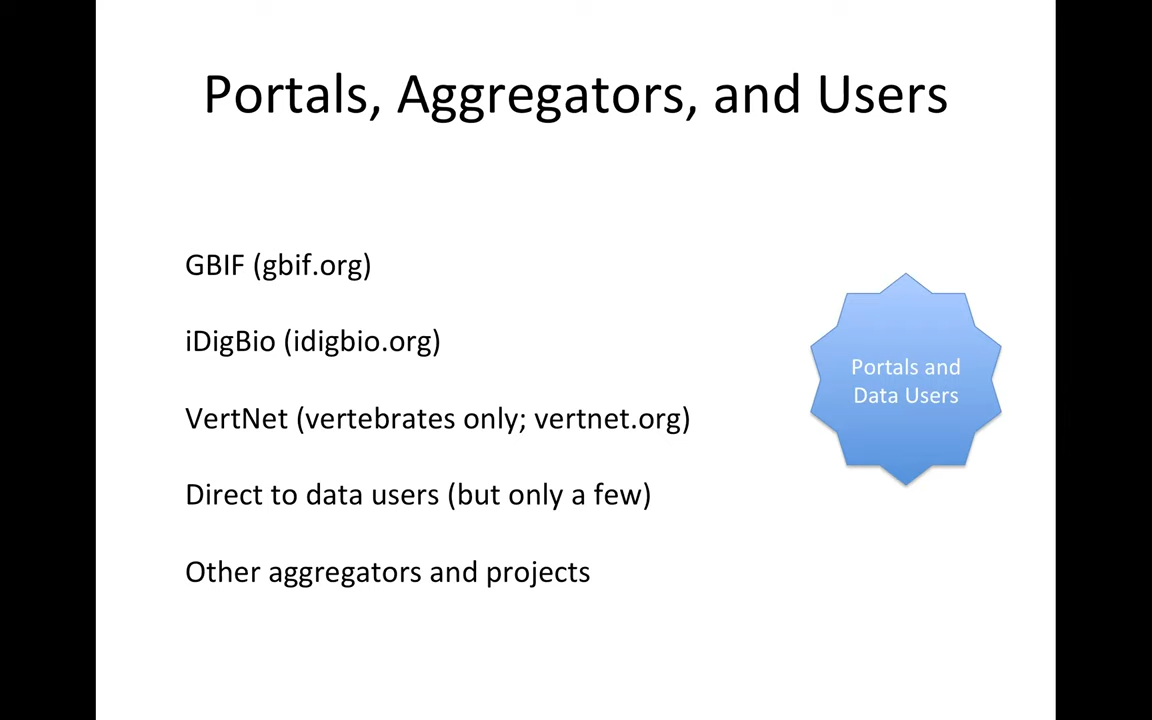 Portals, Aggregators, and Users
GBIF (gbif.org)
iDigBio (idigbio.org)
VertNet (vertebrates only; vertnet.org)
Direct to data users (but only a few)
Other aggregators and projects
Portals and
Data Users